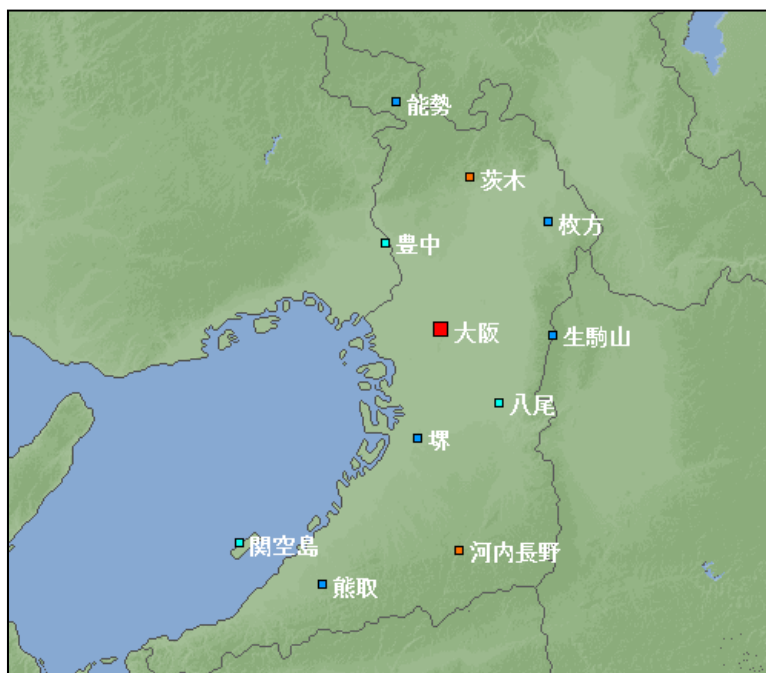 能勢
茨木
枚方
豊中
大阪
生駒山
八尾
堺
関空島
河内長野
熊取